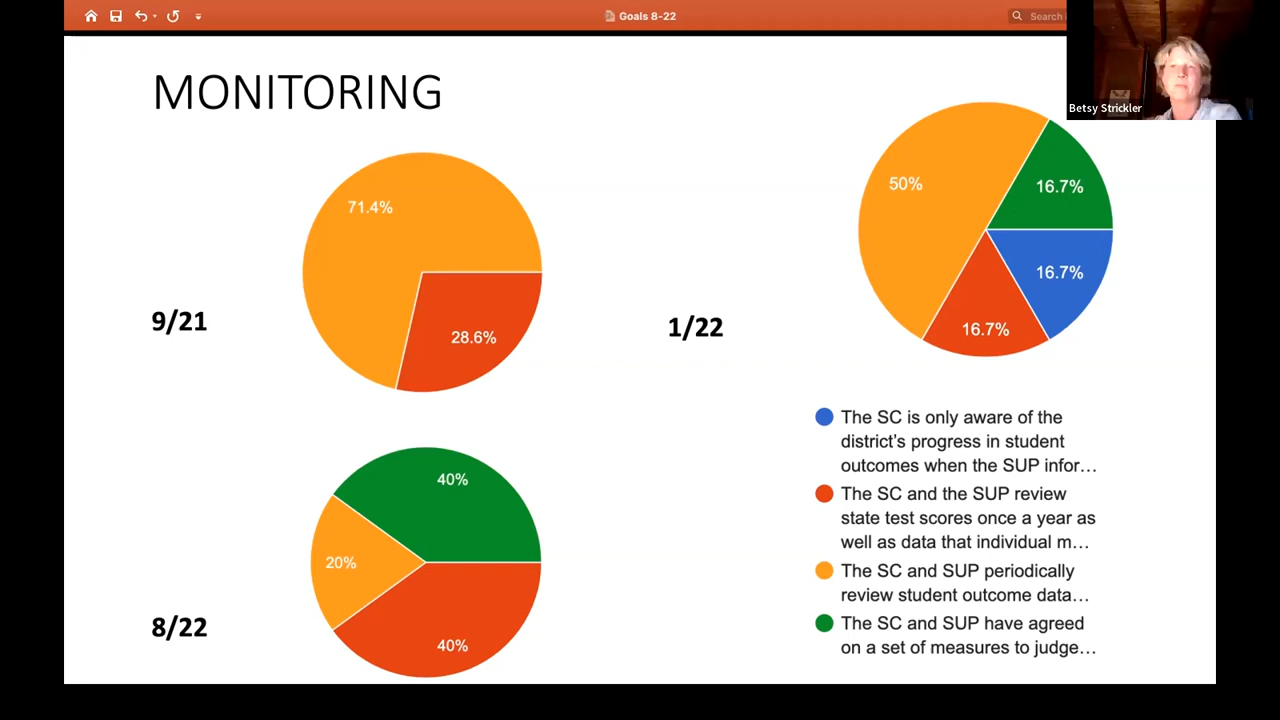 Goals 8-22
Search
Betsy Strickler
MONITORING
9/21
71.4%
28.6%
1/22
50%
16.7%
16.7%
16.7%
8/22
40%
20%
40%
The SC is only aware of the
district's progress in student
outcomes when the SUP infor…
The SC and the SUP review
state test scores once a year as
well as data that individual m…
The SC and SUP periodically
review student outcome data…
The SC and SUP have agreed
on a set of measures to judge…